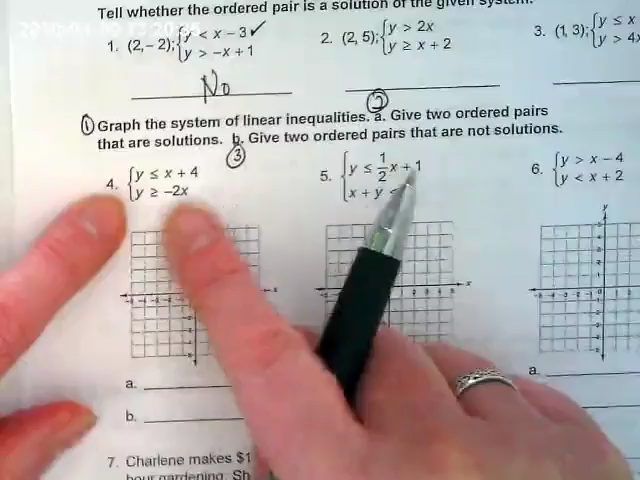 Tell whether the ordered pair is a solution of the given system.
1. (2, – 2); {y < x – 3 ✓
y > –x + 1
2. (2, 5); {y > 2x
y ≥ x + 2
3. (1, 3); {y ≤ x
y > 4x
No
① Graph the system of linear inequalities. a. Give two ordered pairs ②
that are solutions. b. Give two ordered pairs that are not solutions.
③
4. {y ≤ x + 4
y ≥ –2x
5. {y ≤ 1/2x + 1
x + y <
6. {y > x – 4
y < x + 2
a.
b.
a.
7. Charlene makes $1
hour gardening. Sh